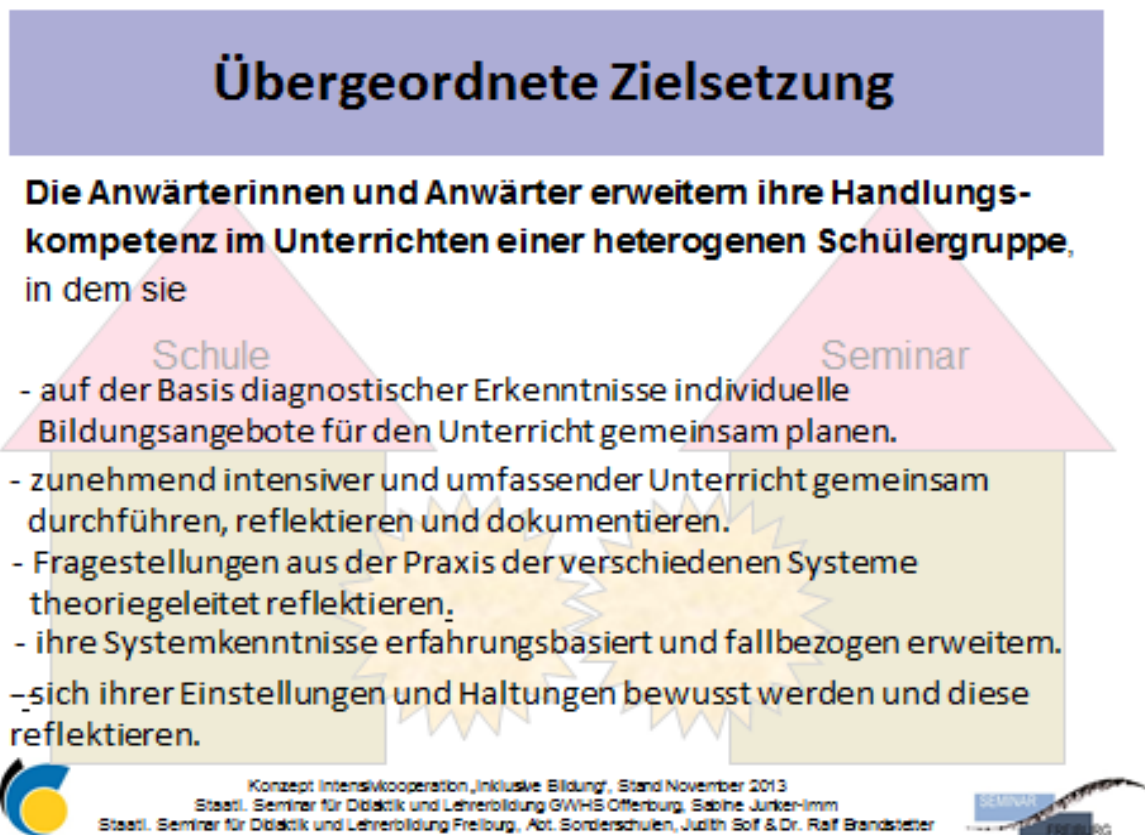 Übergeordnete Zielsetzung
Die Anwärterinnen und Anwärter erweitern ihre Handlungs-
kompetenz im Unterrichten einer heterogenen Schülergruppe,
in dem sie
Schule
Seminar
- auf der Basis diagnostischer Erkenntnisse individuelle
Bildungsangebote für den Unterricht gemeinsam planen.
- zunehmend intensiver und umfassender Unterricht gemeinsam
durchführen, reflektieren und dokumentieren.
- Fragestellungen aus der Praxis der verschiedenen Systeme
theoriegeleitet reflektieren.
- ihre Systemkenntnisse erfahrungsbasiert und fallbezogen erweitern.
- sich ihrer Einstellungen und Haltungen bewusst werden und diese
reflektieren.
Konzept Intensivkooperation „Inklusive Bildung“, Stand November 2013
Staatl. Seminar für Didaktik und Lehrerbildung GWHS Offenburg, Sabine Junker-Imm
Staatl. Seminar für Didaktik und Lehrerbildung Freiburg, Abt. Sonderschulen, Judith Solf & Dr. Ralf Brandstetter
SEMINAR